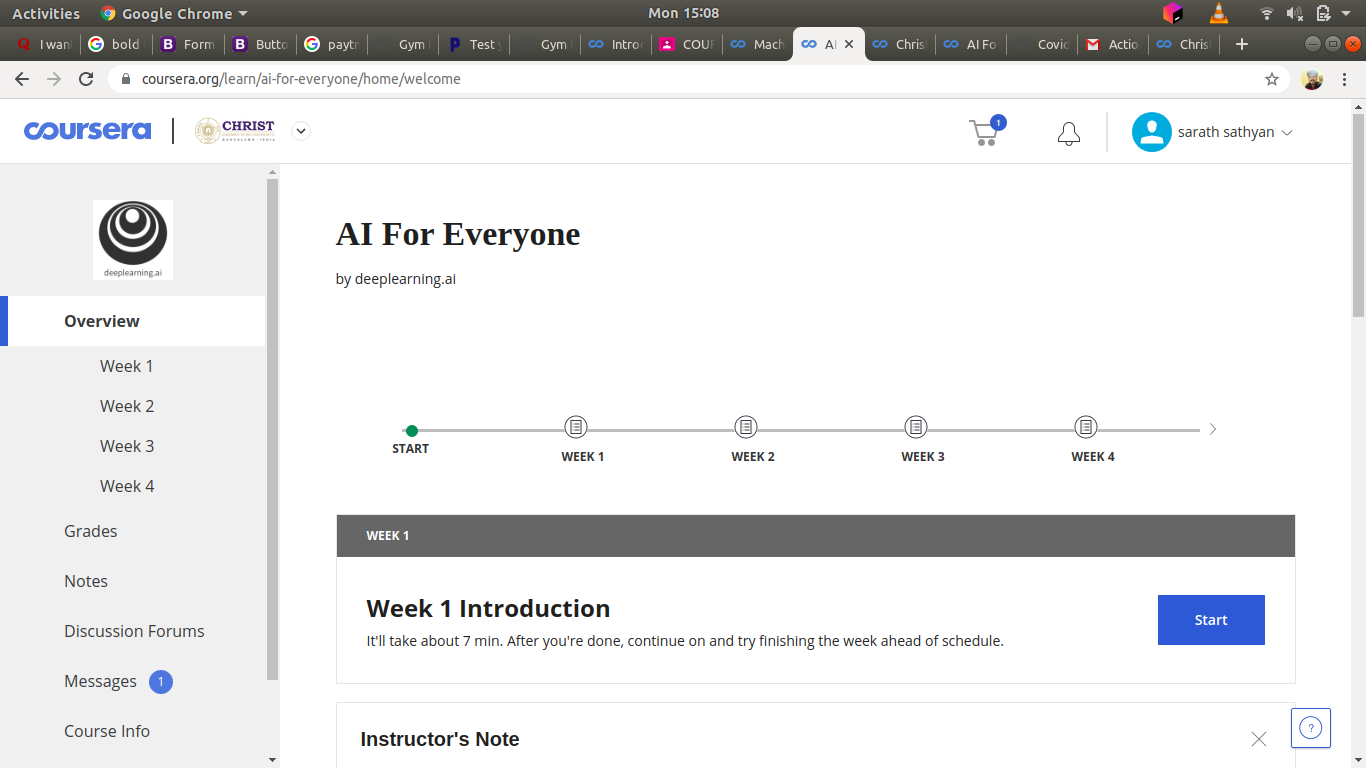 Activities Google Chrome Mon 15:08
I wan bold Form Butto paytr Gym Test y Gym Introd COUR Mach AI Chris AI Fo Covid Actio Chris
coursera.org/learn/ai-for-everyone/home/welcome
coursera CHRIST 1 sarath sathyan
deeplearning.ai
Overview
Week 1
Week 2
Week 3
Week 4
Grades
Notes
Discussion Forums
Messages 1
Course Info
AI For Everyone
by deeplearning.ai
START WEEK 1 WEEK 2 WEEK 3 WEEK 4
WEEK 1
Week 1 Introduction
It'll take about 7 min. After you're done, continue on and try finishing the week ahead of schedule.
Start
Instructor's Note
?